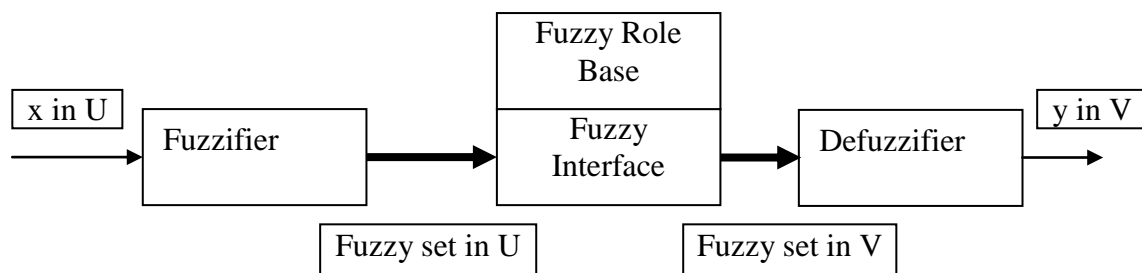 Fuzzy Role
Base
x in U
y in V
Fuzzifier
Fuzzy
Interface
Defuzzifier
Fuzzy set in U
Fuzzy set in V